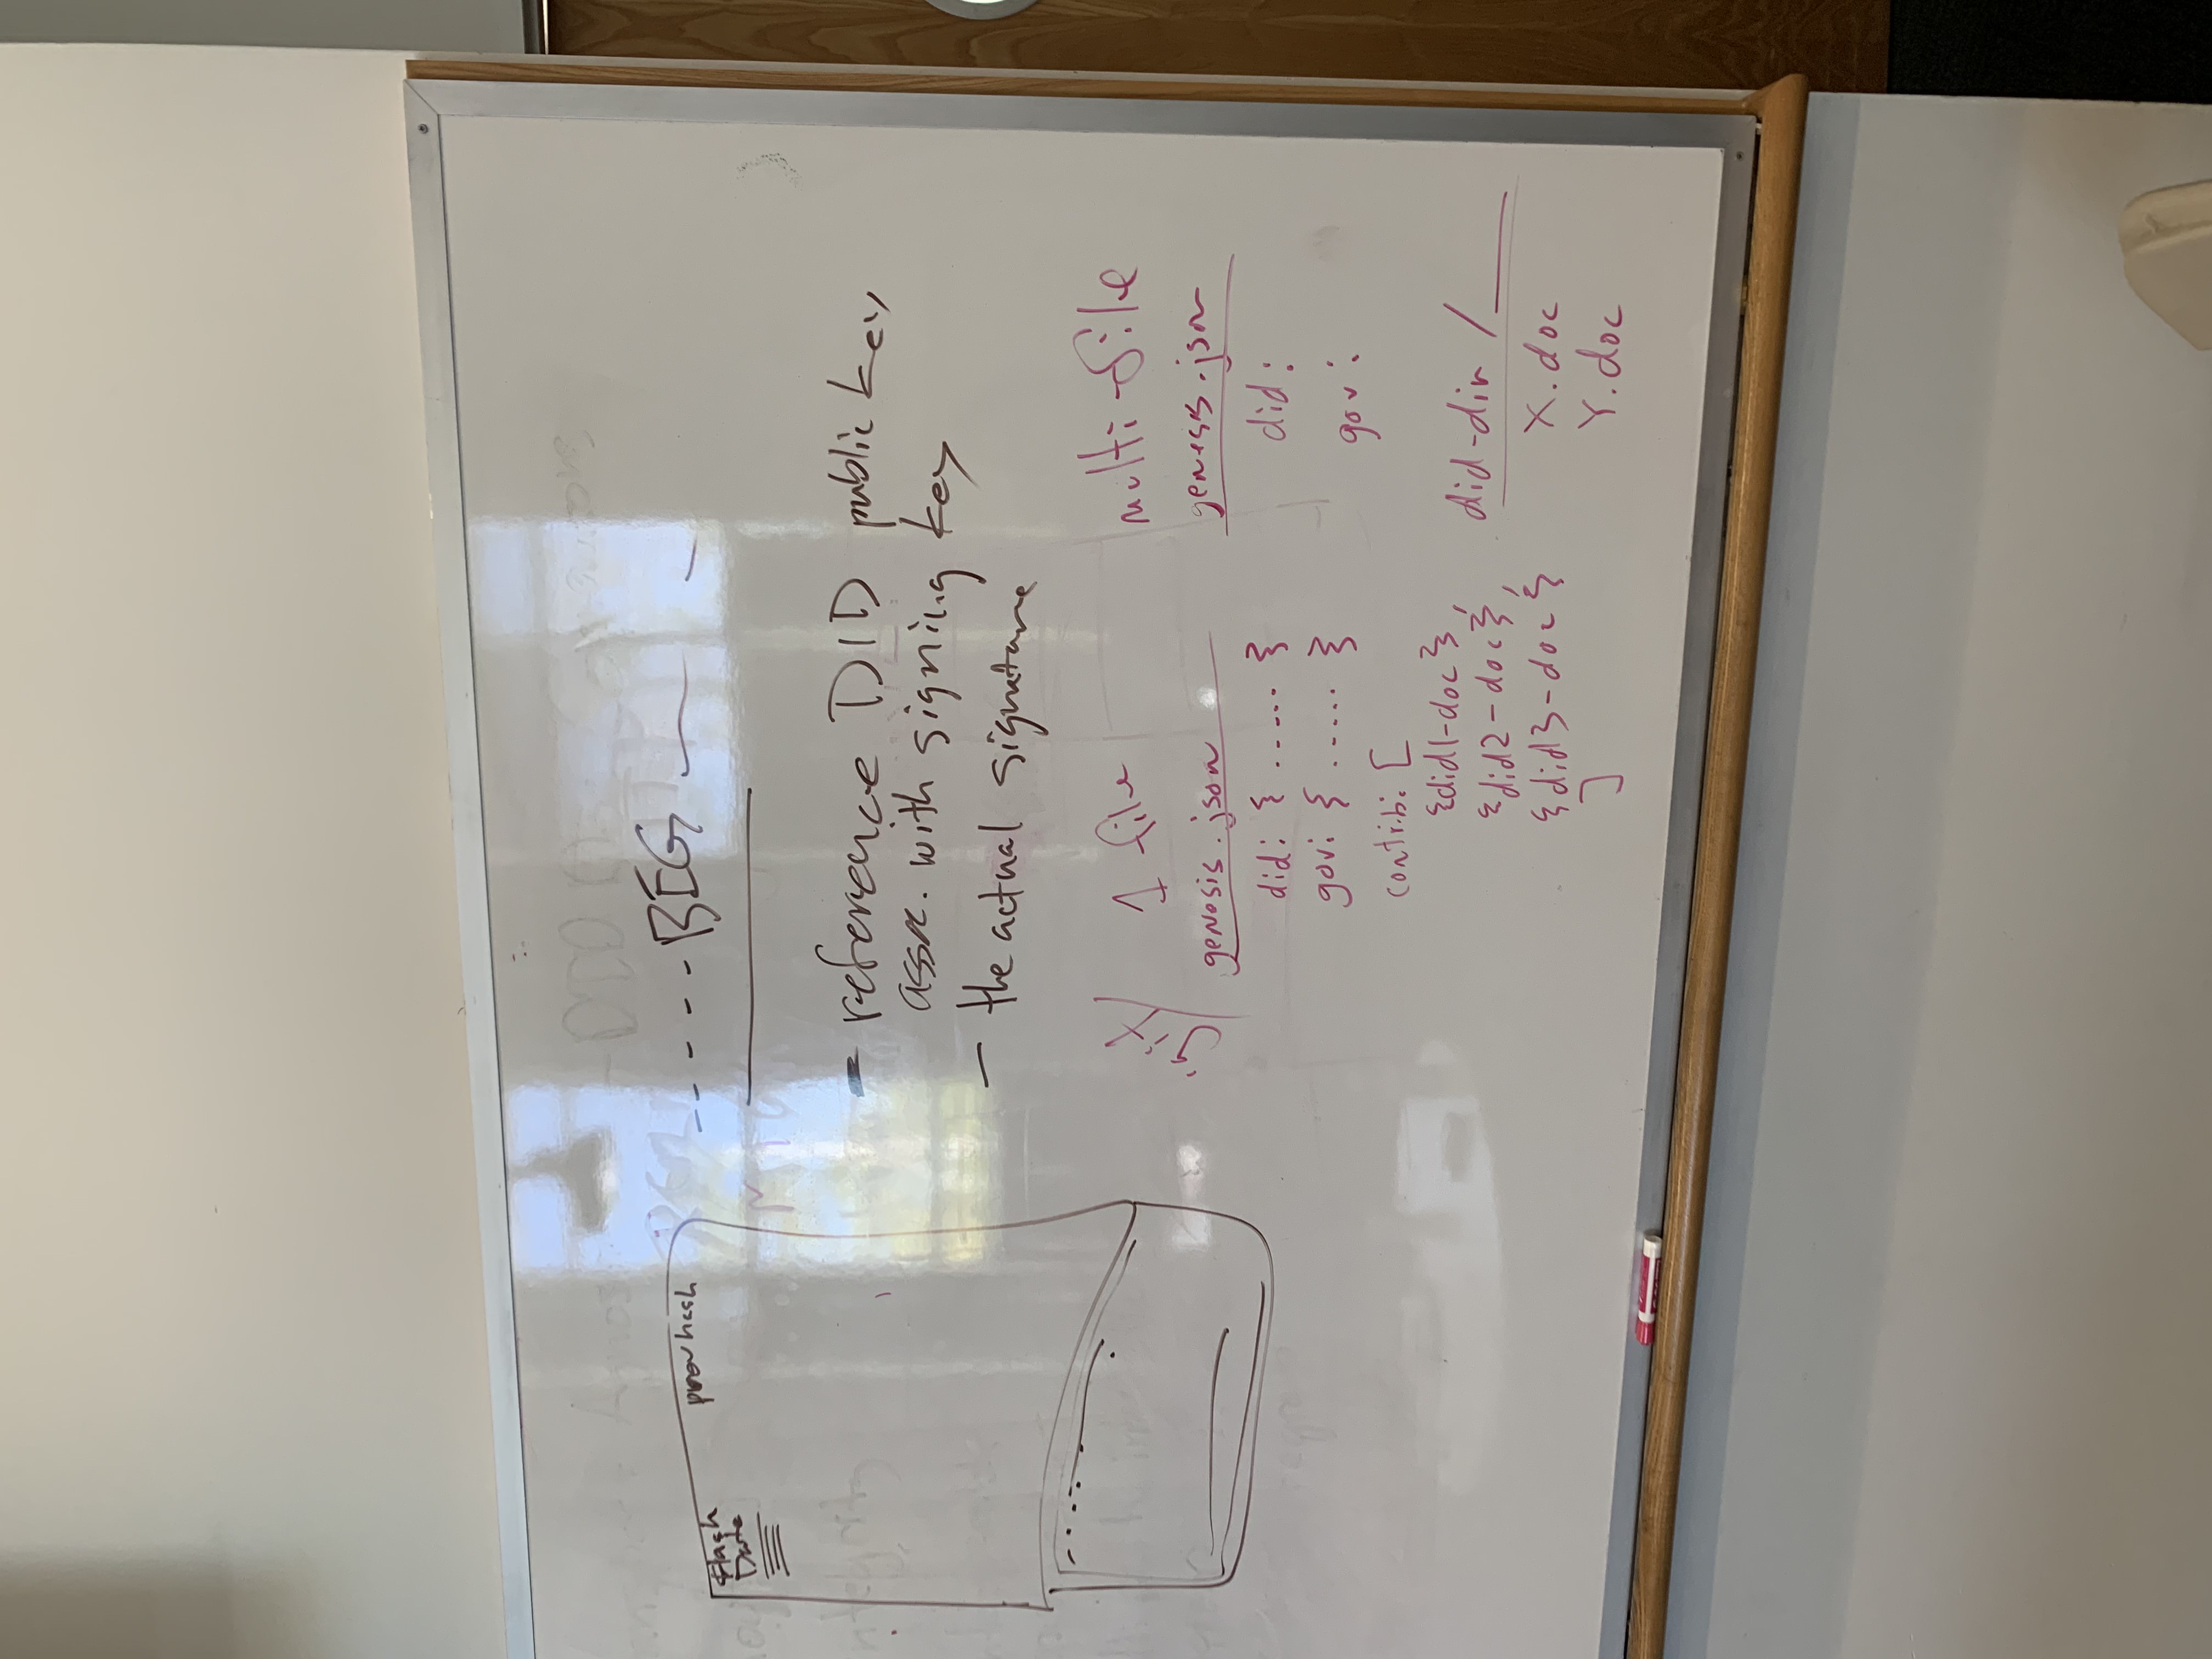 prev hash
Hash
Date
- - - - - BEG — -
- reference DID public key
assoc. with signing key
- the actual signature
.git/
1 file
genesis.json
did: { ...... }
gov: { ...... }
contrib: [
{did1-doc},
{did2-doc},
{did3-doc}
]
multi-file
genesis.json
did:
gov:
did-dir /____
X.doc
Y.doc